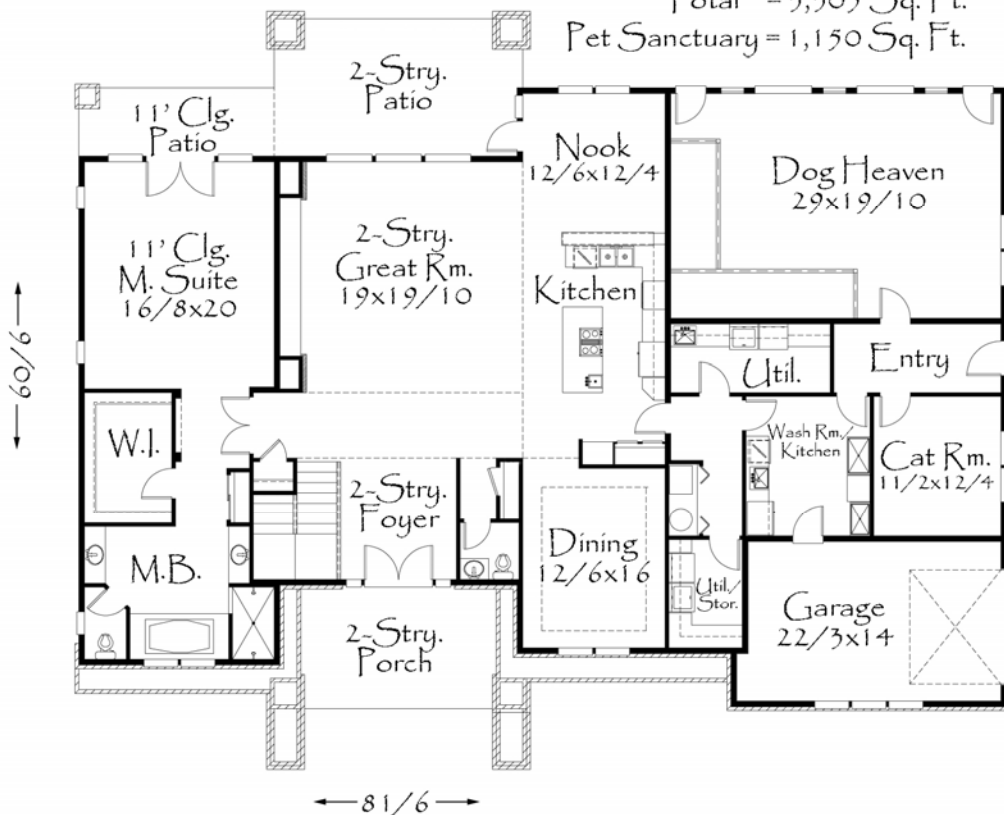 Sq. Ft.
Pet Sanctuary = 1,150 Sq. Ft.
2-Stry.
Patio
11' Clg.
Patio
Nook
12/6x12/4
Dog Heaven
29x19/10
11' Clg.
M. Suite
16/8x20
2-Stry.
Great Rm.
19x19/10
Kitchen
60/6
Util.
Entry
W.I.
Wash Rm./
Kitchen
Cat Rm.
11/2x12/4
2-Stry.
Foyer
M.B.
Dining
12/6x16
Util./
Stor.
Garage
22/3x14
2-Stry.
Porch
81/6